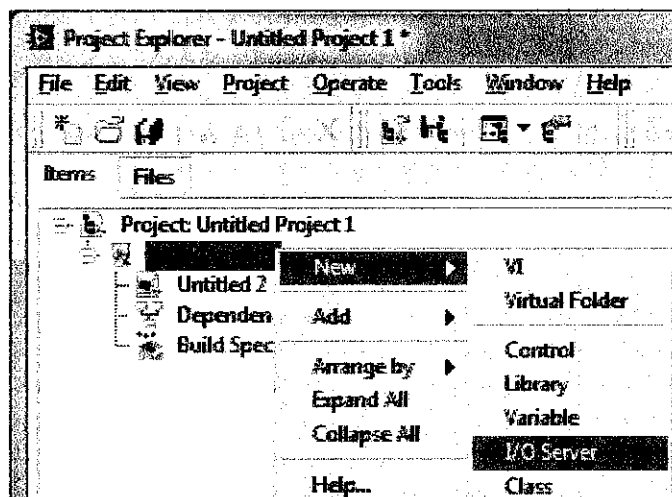 Project Explorer - Untitled Project 1 *
File Edit View Project Operate Tools Window Help
Items Files
Project: Untitled Project 1
Untitled 2
Dependen
Build Spec
New
Add
Arrange by
Expand All
Collapse All
Help...
VI
Virtual Folder
Control
Library
Variable
I/O Server
Class